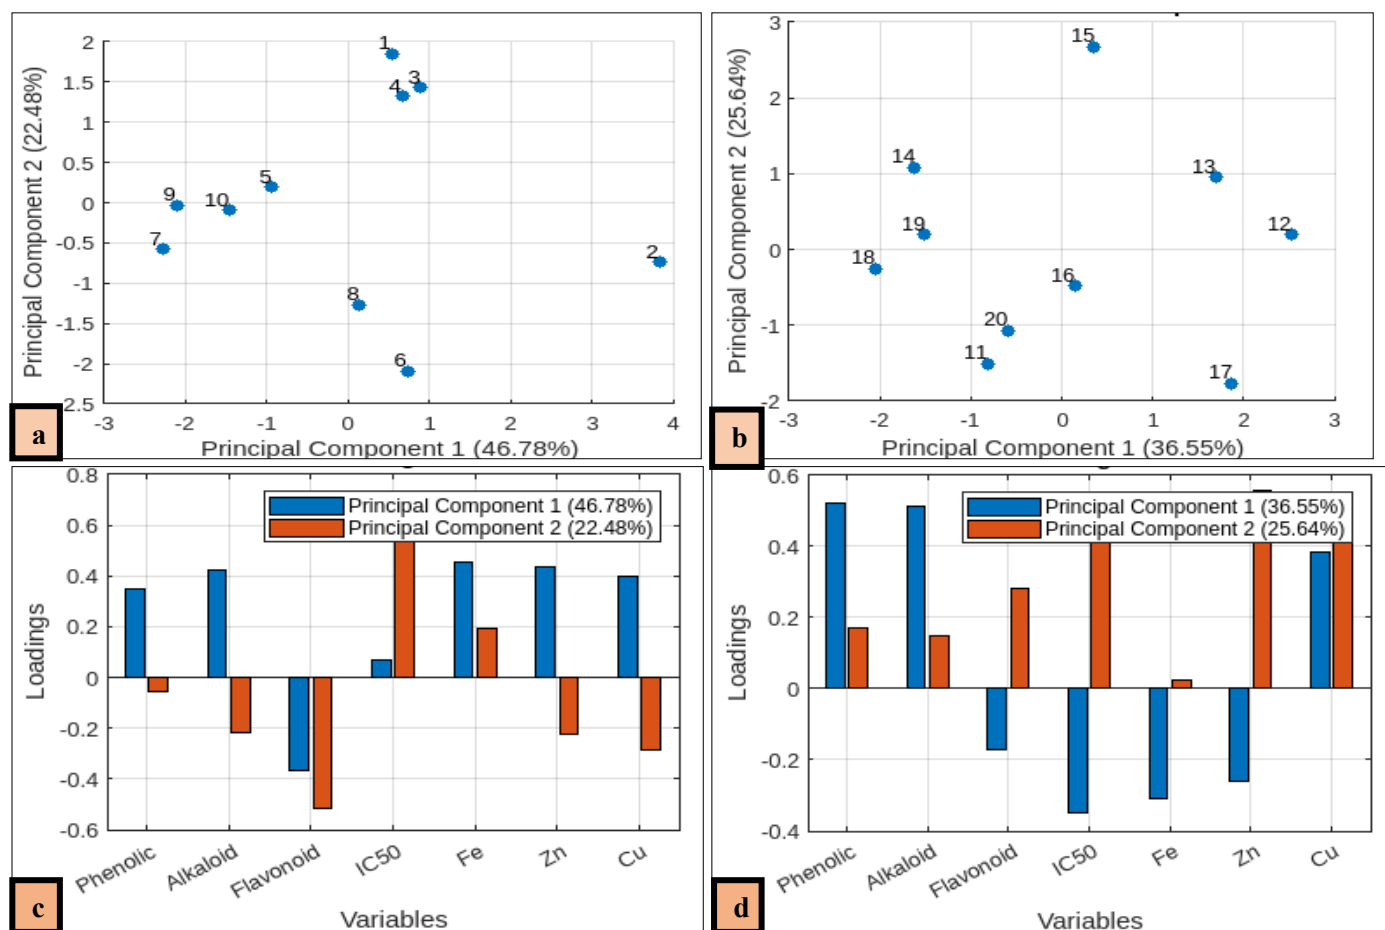 2
1.5
1
0.5
0
-0.5
-1
-1.5
-2
2.5
-3
-2
-1
0
1
2
3
4
1
3
4
5
9
10
7
2
8
6
Principal Component 2 (22.48%)
Principal Component 1 (46.78%)
a
3
2
1
0
-1
-2
-3
-2
-1
0
1
2
3
15
14
13
19
12
18
16
20
11
17
Principal Component 2 (25.64%)
Principal Component 1 (36.55%)
b
0.8
0.6
0.4
0.2
0
-0.2
-0.4
-0.6
Principal Component 1 (46.78%)
Principal Component 2 (22.48%)
Loadings
Phenolic
Alkaloid
Flavonoid
IC50
Fe
Zn
Cu
Variables
c
0.6
0.4
0.2
0
-0.2
-0.4
Principal Component 1 (36.55%)
Principal Component 2 (25.64%)
Loadings
Phenolic
Alkaloid
Flavonoid
IC50
Fe
Zn
Cu
Variables
d